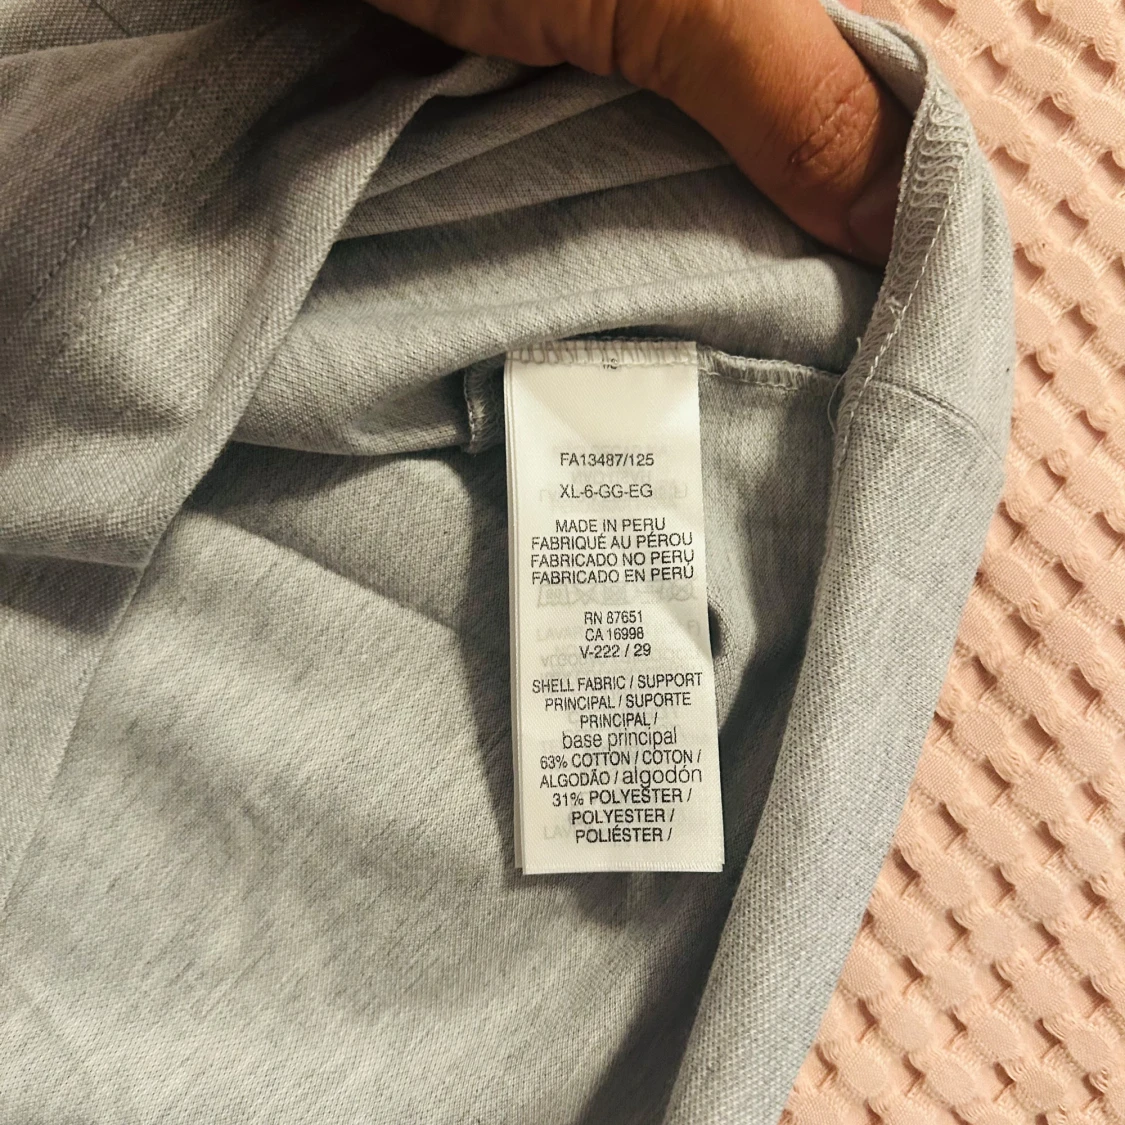 FA13487/125
XL-6-GG-EG
MADE IN PERU
FABRIQUÉ AU PÉROU
FABRICADO NO PERU
FABRICADO EN PERÚ
RN 87651
CA 16998
V-222 / 29
SHELL FABRIC / SUPPORT
PRINCIPAL / SUPORTE
PRINCIPAL /
base principal
63% COTTON / COTON /
ALGODÃO / algodón
31% POLYESTER /
POLYESTER /
POLIÉSTER /